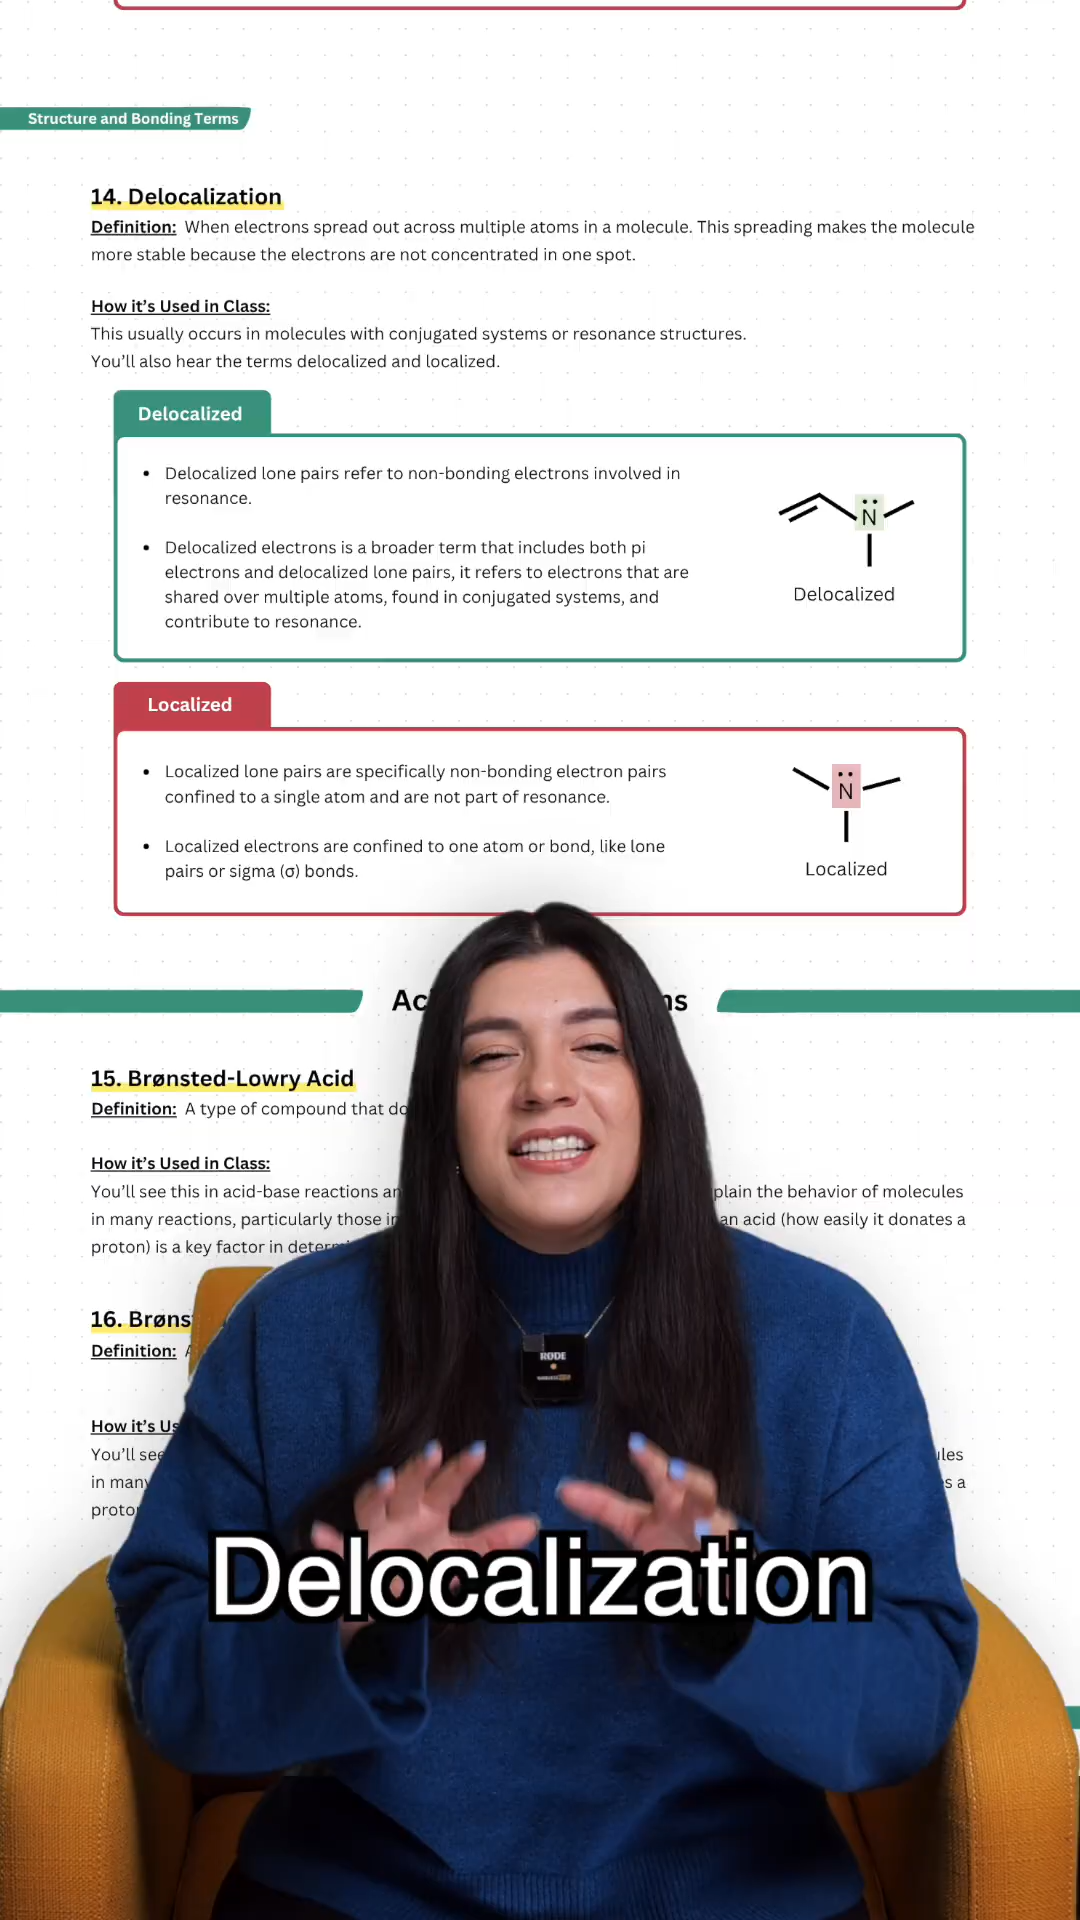 Structure and Bonding Terms
14. Delocalization
Definition: When electrons spread out across multiple atoms in a molecule. This spreading makes the molecule
more stable because the electrons are not concentrated in one spot.
How it’s Used in Class:
This usually occurs in molecules with conjugated systems or resonance structures.
You’ll also hear the terms delocalized and localized.
Delocalized
• Delocalized lone pairs refer to non-bonding electrons involved in
resonance.
• Delocalized electrons is a broader term that includes both pi
electrons and delocalized lone pairs, it refers to electrons that are
shared over multiple atoms, found in conjugated systems, and
contribute to resonance.
N
Delocalized
Localized
• Localized lone pairs are specifically non-bonding electron pairs
confined to a single atom and are not part of resonance.
• Localized electrons are confined to one atom or bond, like lone
pairs or sigma (σ) bonds.
N
Localized
15. Brønsted-Lowry Acid
Definition: A type of compound that
How it’s Used in Class:
You’ll see this in acid-base reactions the behavior of molecules
in many reactions, particularly those an acid (how easily it donates a
proton) is a key factor in
16.
Definition:
How it’s
You’ll see
in many a
RØDE
Delocalization